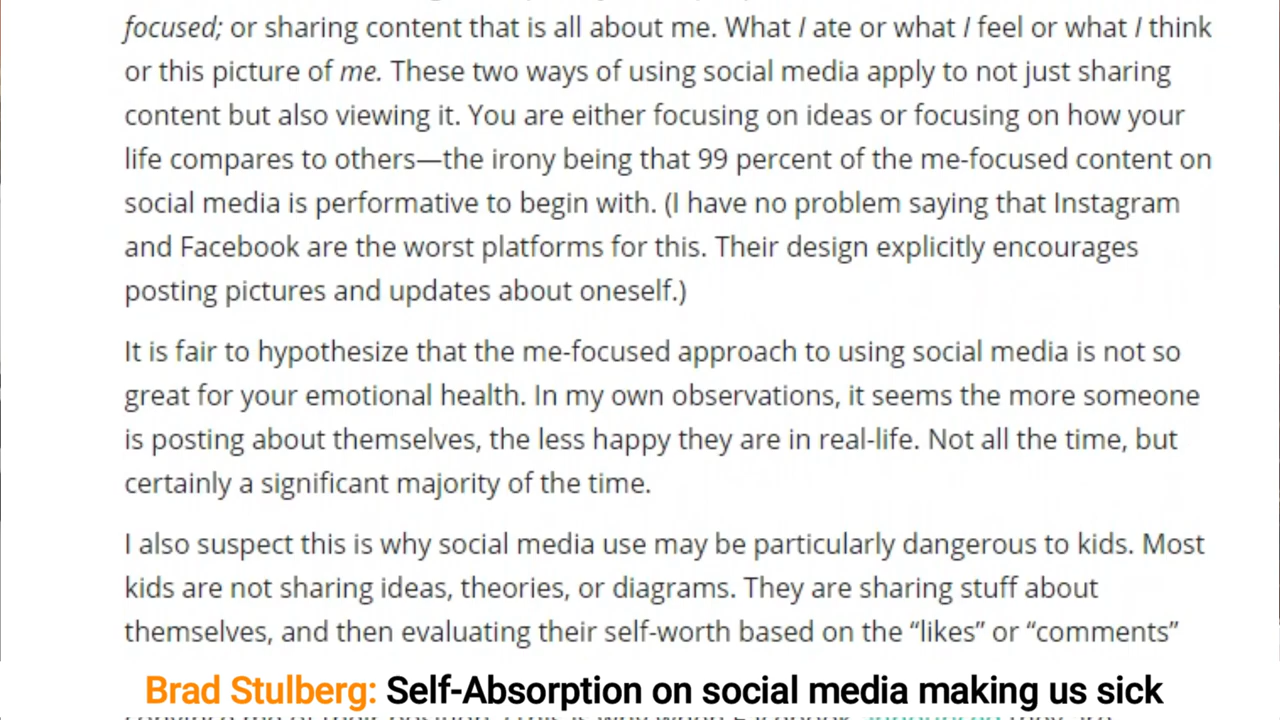 focused; or sharing content that is all about me. What I ate or what I feel or what I think
or this picture of me. These two ways of using social media apply to not just sharing
content but also viewing it. You are either focusing on ideas or focusing on how your
life compares to others—the irony being that 99 percent of the me-focused content on
social media is performative to begin with. (I have no problem saying that Instagram
and Facebook are the worst platforms for this. Their design explicitly encourages
posting pictures and updates about oneself.)
It is fair to hypothesize that the me-focused approach to using social media is not so
great for your emotional health. In my own observations, it seems the more someone
is posting about themselves, the less happy they are in real-life. Not all the time, but
certainly a significant majority of the time.
I also suspect this is why social media use may be particularly dangerous to kids. Most
kids are not sharing ideas, theories, or diagrams. They are sharing stuff about
themselves, and then evaluating their self-worth based on the “likes” or “comments”
Brad Stulberg: Self-Absorption on social media making us sick